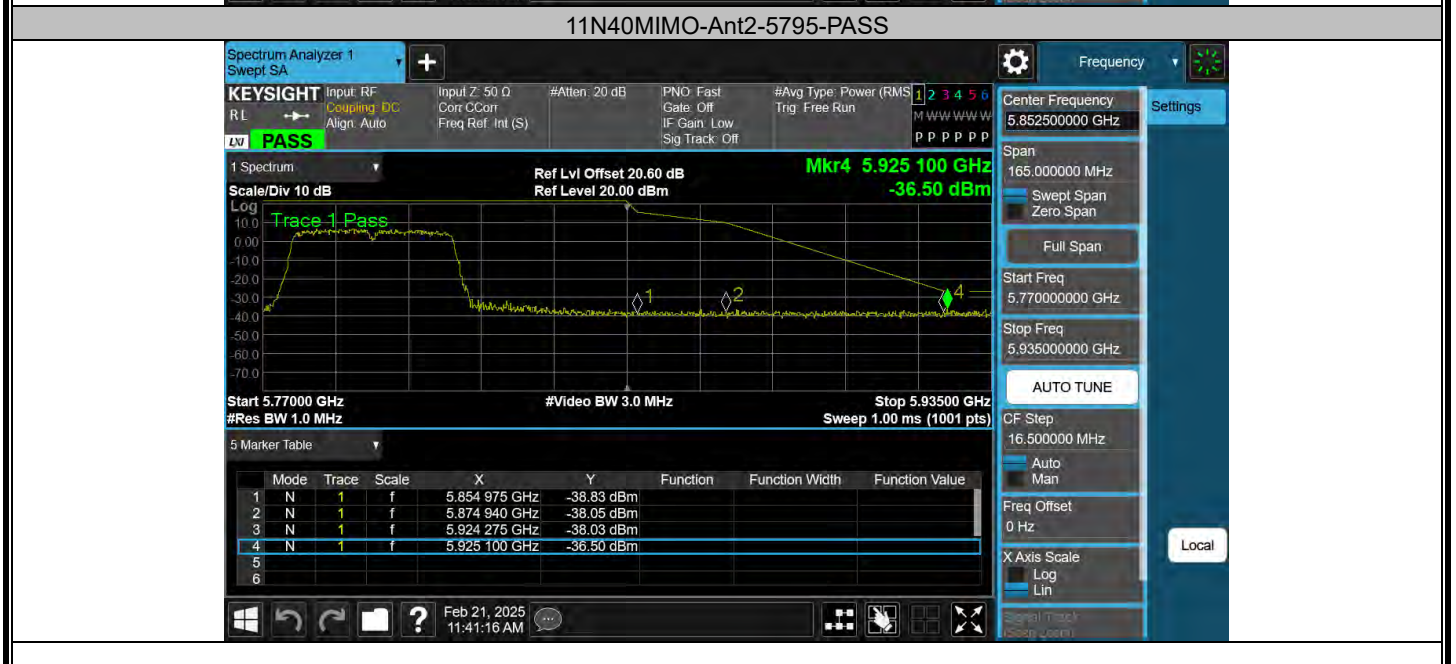 11N40MIMO-Ant2-5795-PASS
Spectrum Analyzer 1
Swept SA
+
Frequency
KEYSIGHT
RL
LXI
PASS
Input: RF
Coupling: DC
Align: Auto
Input Z: 50 Ω
Corr CCorr
Freq Ref: Int (S)
#Atten: 20 dB
PNO: Fast
Gate: Off
IF Gain: Low
Sig Track: Off
#Avg Type: Power (RMS
Trig: Free Run
1 2 3 4 5 6
M W W W W W
P P P P P P
Center Frequency
5.852500000 GHz
Settings
1 Spectrum
Scale/Div 10 dB
Ref Lvl Offset 20.60 dB
Ref Level 20.00 dBm
Mkr4 5.925 100 GHz
-36.50 dBm
Log
Trace 1 Pass
10.0
0.00
-10.0
-20.0
-30.0
-40.0
-50.0
-60.0
-70.0
1
2
4
Start 5.77000 GHz
#Res BW 1.0 MHz
#Video BW 3.0 MHz
Stop 5.93500 GHz
Sweep 1.00 ms (1001 pts)
Span
165.000000 MHz
Swept Span
Zero Span
Full Span
Start Freq
5.770000000 GHz
Stop Freq
5.935000000 GHz
AUTO TUNE
CF Step
16.500000 MHz
Auto
Man
Freq Offset
0 Hz
X Axis Scale
Log
Lin
Local
5 Marker Table
Mode Trace Scale X Y Function Function Width Function Value
1 N 1 f 5.854 975 GHz -38.83 dBm
2 N 1 f 5.874 940 GHz -38.05 dBm
3 N 1 f 5.924 275 GHz -38.03 dBm
4 N 1 f 5.925 100 GHz -36.50 dBm
5
6
?
Feb 21, 2025
11:41:16 AM